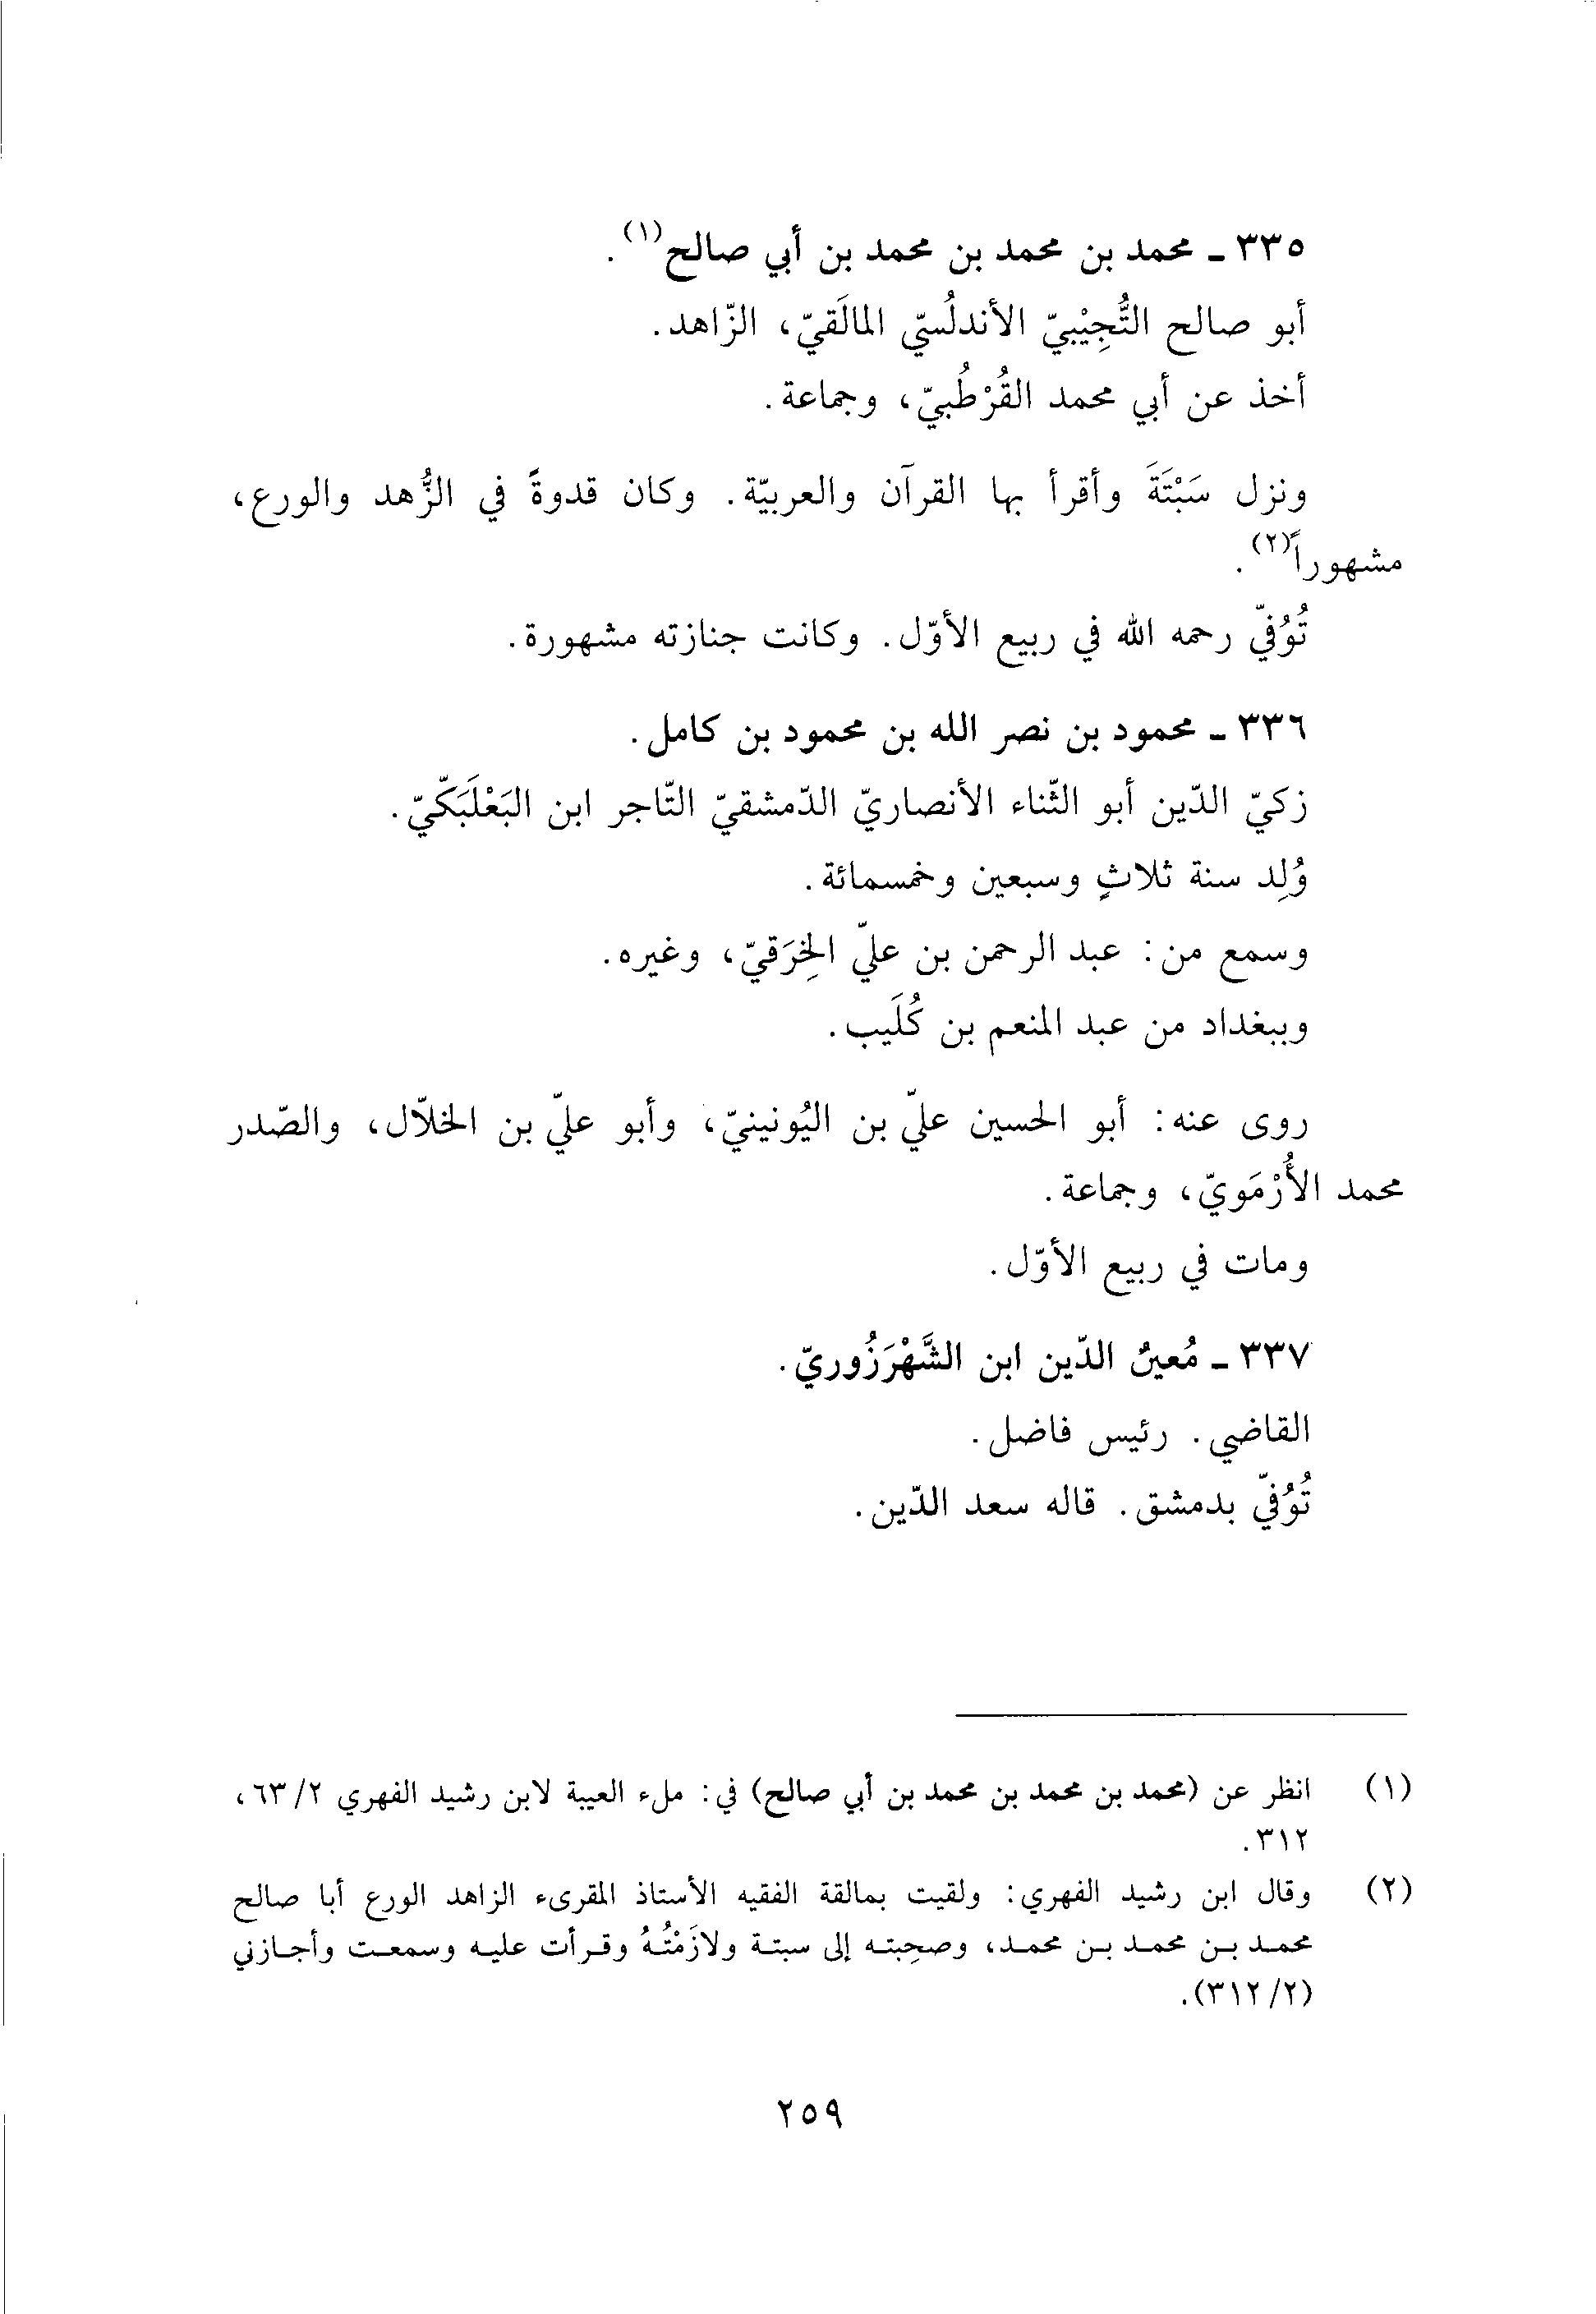 ٣٣٥ ـ محمد بن محمد بن محمد بن أبي صالح(١).
أبو صالح التُّجِيْبيّ الأندلُسيّ المالَقيّ، الزّاهد.
أخذ عن أبي محمد القُرْطُبيّ، وجماعة.
ونزل سَبْتَةَ وأقرأ بها القرآن والعربيّة. وكان قدوةً في الزُّهد والورع،
مشهوراً(٢).
تُوُفيّ رحمه الله في ربيع الأوّل. وكانت جنازته مشهورة.
٣٣٦ ـ محمود بن نصر الله بن محمود بن كامل.
زكيّ الدّين أبو الثّناء الأنصاريّ الدّمشقيّ التّاجر ابن البَعْلَبَكّيّ.
وُلِد سنة ثلاثٍ وسبعين وخمسمائة.
وسمع من: عبد الرحمن بن عليّ الخِرَقيّ، وغيره.
وببغداد من عبد المنعم بن كُلَيب.
روى عنه: أبو الحسين عليّ بن اليُونينيّ، وأبو عليّ بن الخلّال، والصّدر
محمد الأُرْمَويّ، وجماعة.
ومات في ربيع الأوّل.
٣٣٧ ـ مُعينُ الدّين ابن الشَّهْرَزُوريّ.
القاضي. رئيس فاضل.
تُوُفيّ بدمشق. قاله سعد الدّين.
(١) انظر عن (محمد بن محمد بن محمد بن أبي صالح) في: ملء العيبة لابن رشيد الفهري ٦٣/٢،
٣١٢.
(٢) وقال ابن رشيد الفهري: ولقيت بمالقة الفقيه الأستاذ المقرىء الزاهد الورع أبا صالح
محمد بن محمد بن محمد، وصحِبته إلى سبتة ولازَمْتُهُ وقرأت عليه وسمعت وأجازني
(٣١٢/٢).
٢٥٩